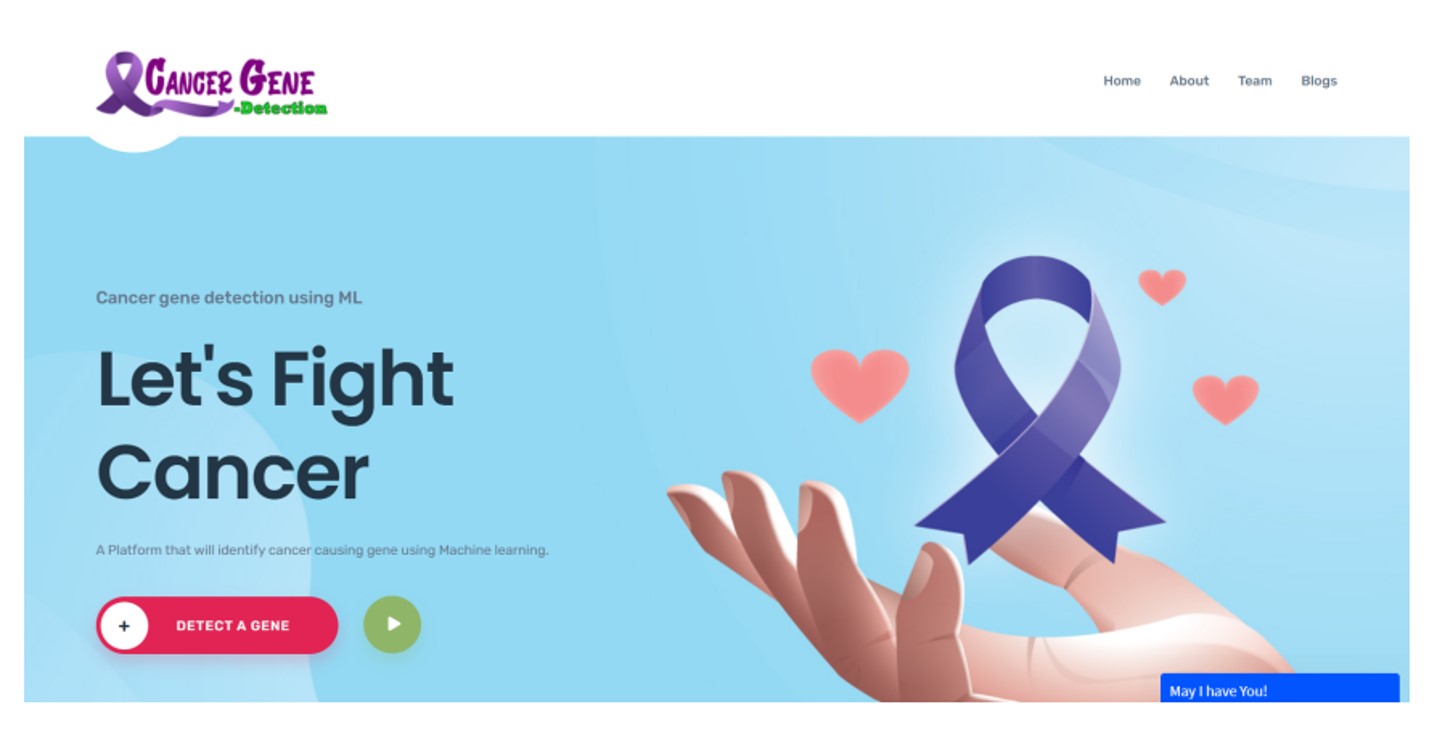 CANCER GENE
-Detection
Home About Team Blogs
Cancer gene detection using ML
Let's Fight
Cancer
A Platform that will identify cancer causing gene using Machine learning.
+ DETECT A GENE
May I have You!